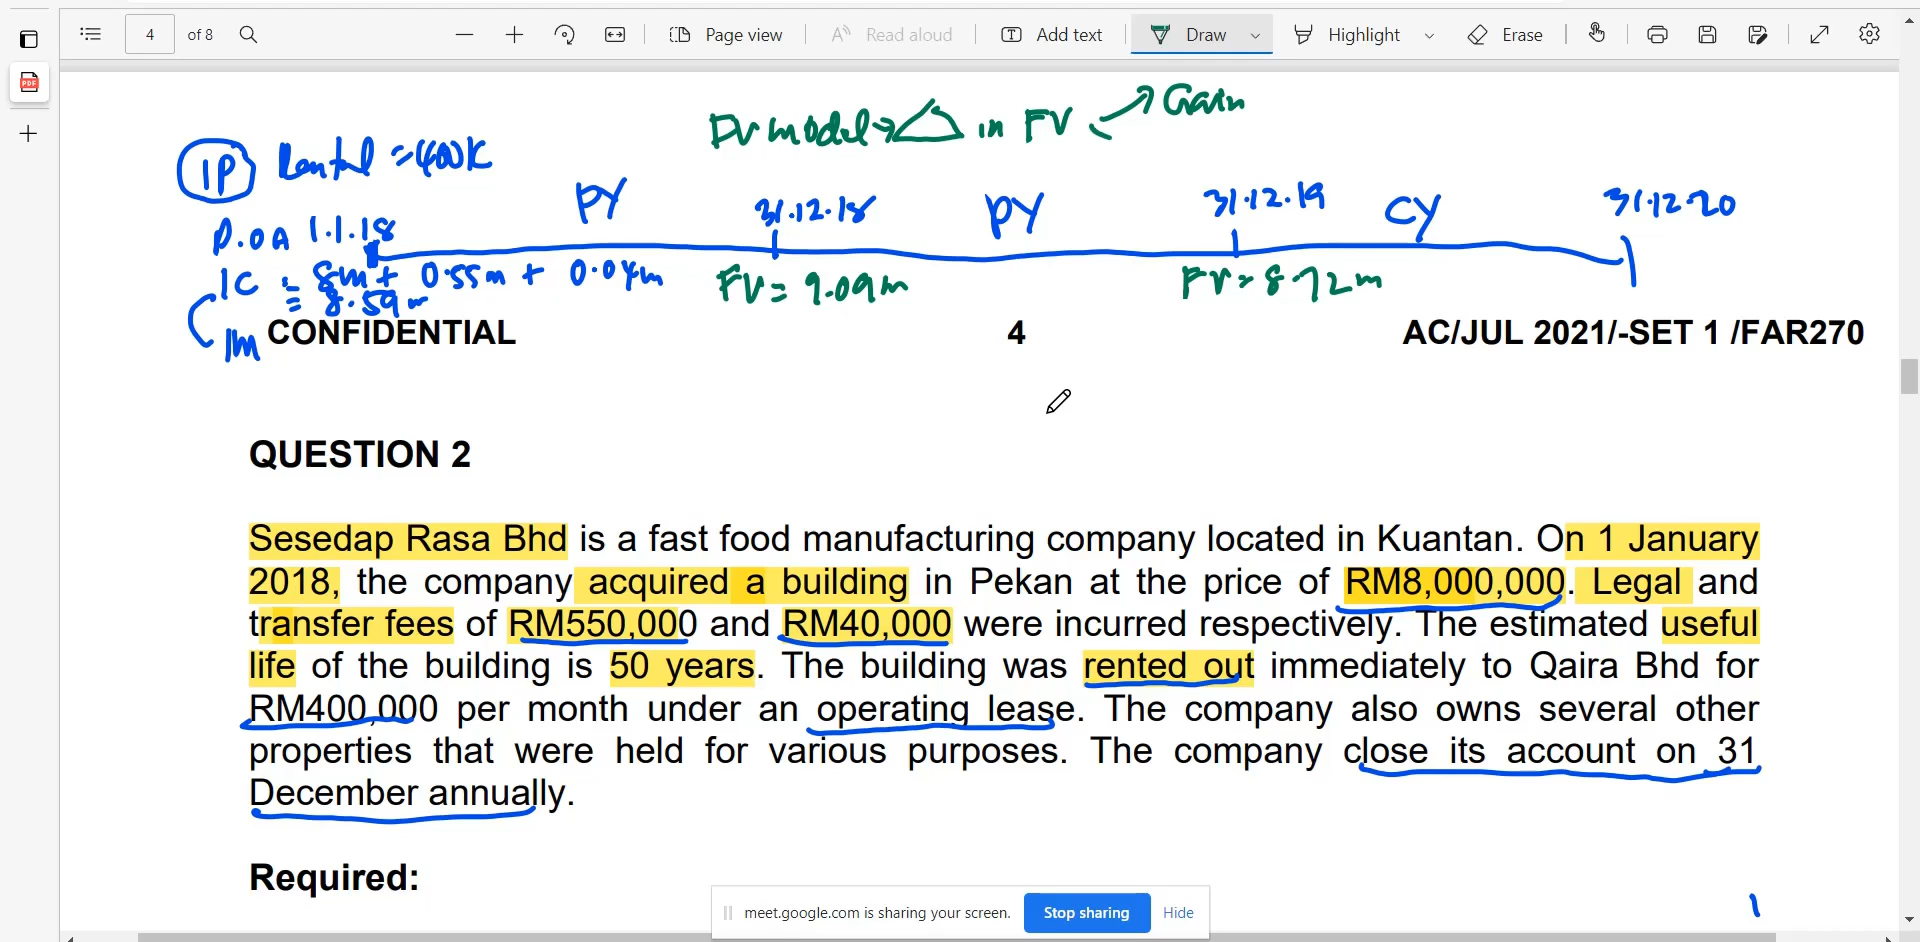 4 of 8 Page view Read aloud Add text Draw Highlight Erase
FV model → △ in FV Gain
IP Rental = 400K
PY 31.12.18 PY 31.12.19 CY 31.12.20
D.O.A 1.1.18
IC = 8m + 0.55m + 0.04m FV = 9.09m FV = 8.72m
= 8.59m
IM
CONFIDENTIAL 4 AC/JUL 2021/-SET 1 /FAR270
QUESTION 2
Sesedap Rasa Bhd is a fast food manufacturing company located in Kuantan. On 1 January
2018, the company acquired a building in Pekan at the price of RM8,000,000. Legal and
transfer fees of RM550,000 and RM40,000 were incurred respectively. The estimated useful
life of the building is 50 years. The building was rented out immediately to Qaira Bhd for
RM400,000 per month under an operating lease. The company also owns several other
properties that were held for various purposes. The company close its account on 31
December annually.
Required:
meet.google.com is sharing your screen. Stop sharing Hide